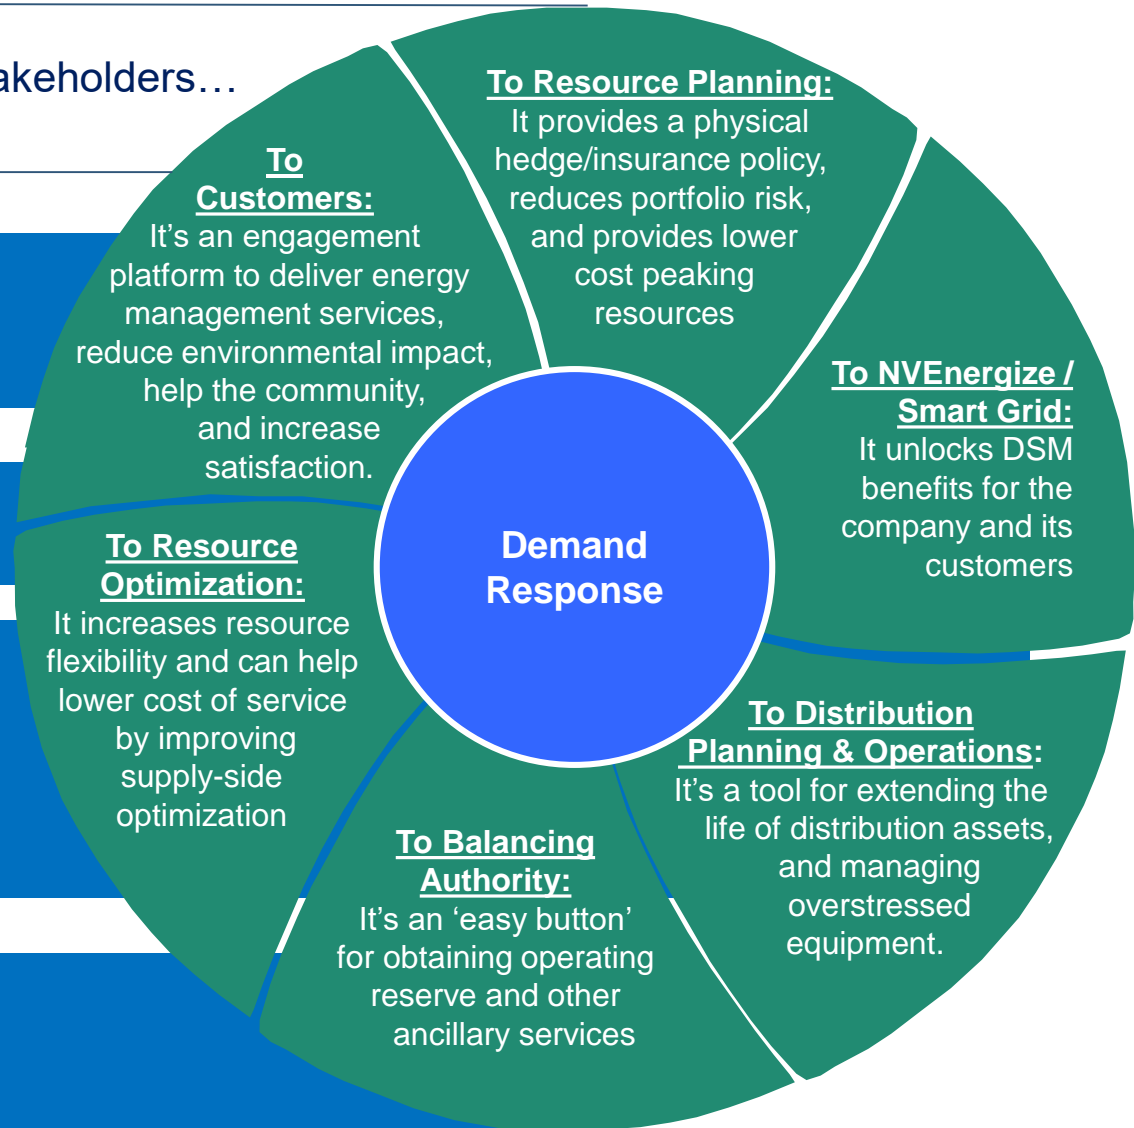 akeholders…
To Resource Planning:
It provides a physical
hedge/insurance policy,
reduces portfolio risk,
and provides lower
cost peaking
resources
To
Customers:
It’s an engagement
platform to deliver energy
management services,
reduce environmental impact,
help the community,
and increase
satisfaction.
To NVEnergize /
Smart Grid:
It unlocks DSM
benefits for the
company and its
customers
Demand
Response
To Resource
Optimization:
It increases resource
flexibility and can help
lower cost of service
by improving
supply-side
optimization
To Distribution
Planning & Operations:
It’s a tool for extending the
life of distribution assets,
and managing
overstressed
equipment.
To Balancing
Authority:
It’s an ‘easy button’
for obtaining operating
reserve and other
ancillary services